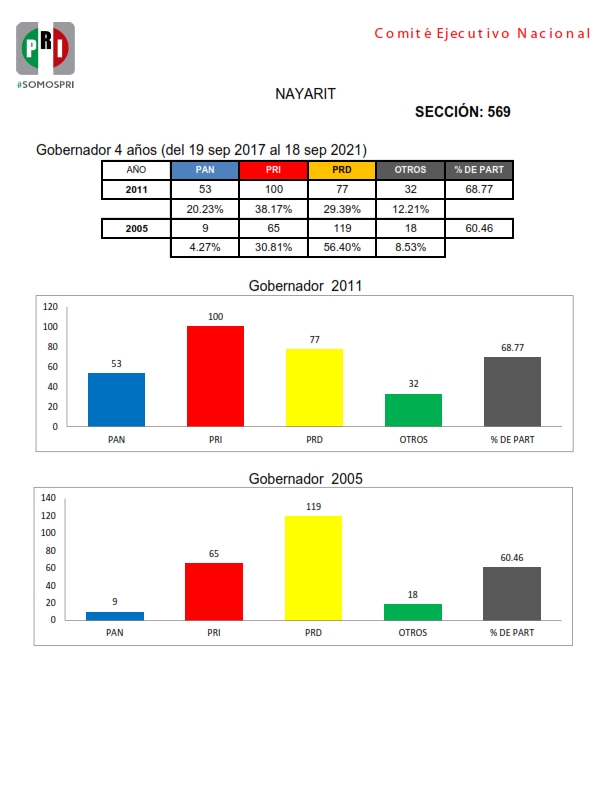 Comité Ejecutivo Nacional
PRI
#SOMOSPRI
NAYARIT
SECCIÓN: 569
Gobernador 4 años (del 19 sep 2017 al 18 sep 2021)
AÑO PAN PRI PRD OTROS % DE PART
2011 53 100 77 32 68.77
20.23% 38.17% 29.39% 12.21%
2005 9 65 119 18 60.46
4.27% 30.81% 56.40% 8.53%
Gobernador 2011
120
100
80
60
40
20
0
53
100
77
32
68.77
PAN PRI PRD OTROS % DE PART
Gobernador 2005
140
120
100
80
60
40
20
0
9
65
119
18
60.46
PAN PRI PRD OTROS % DE PART